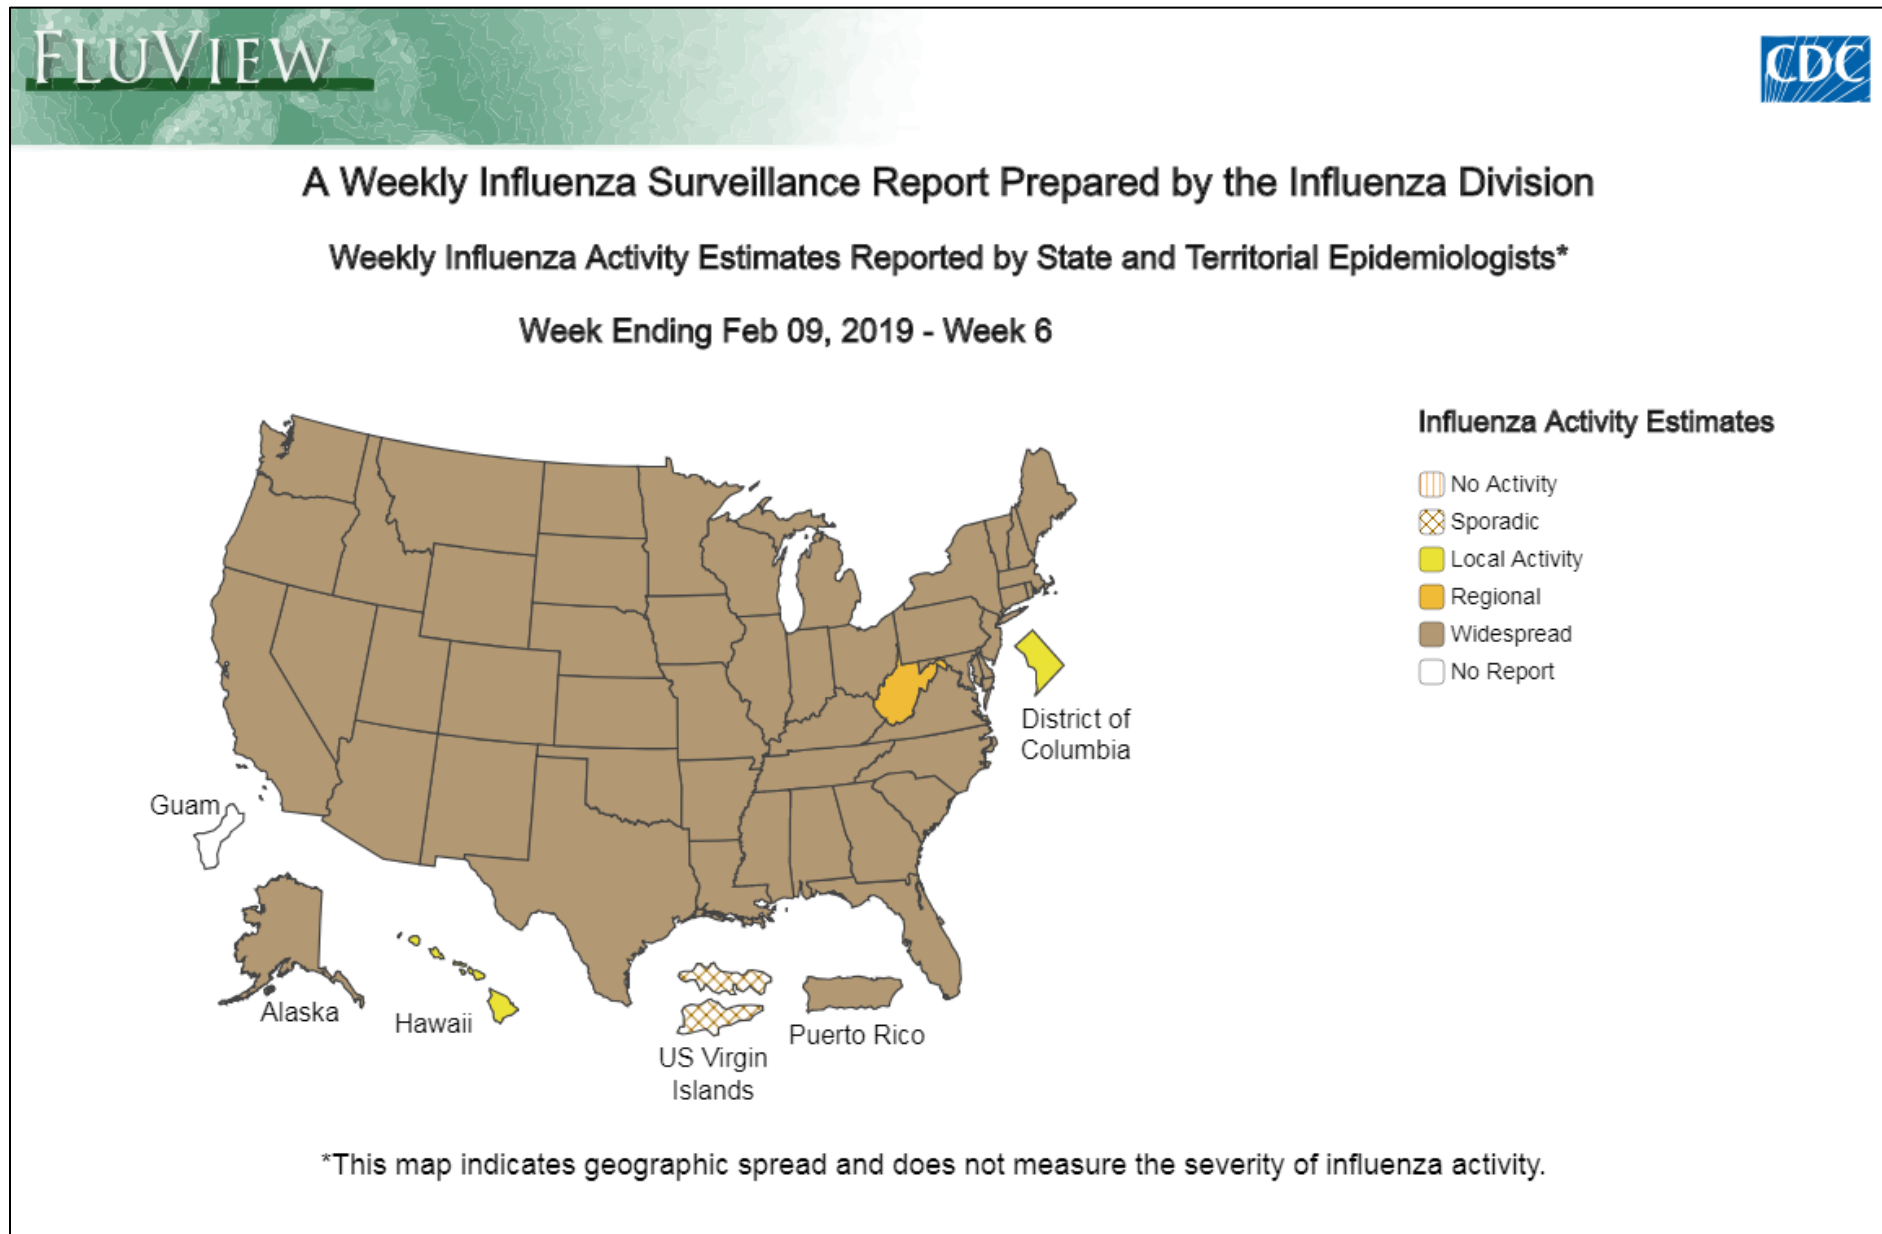 FLUVIEW
CDC
A Weekly Influenza Surveillance Report Prepared by the Influenza Division
Weekly Influenza Activity Estimates Reported by State and Territorial Epidemiologists*
Week Ending Feb 09, 2019 - Week 6
Influenza Activity Estimates
No Activity
Sporadic
Local Activity
Regional
Widespread
No Report
District of
Columbia
Guam
Alaska
Hawaii
US Virgin
Islands
Puerto Rico
*This map indicates geographic spread and does not measure the severity of influenza activity.